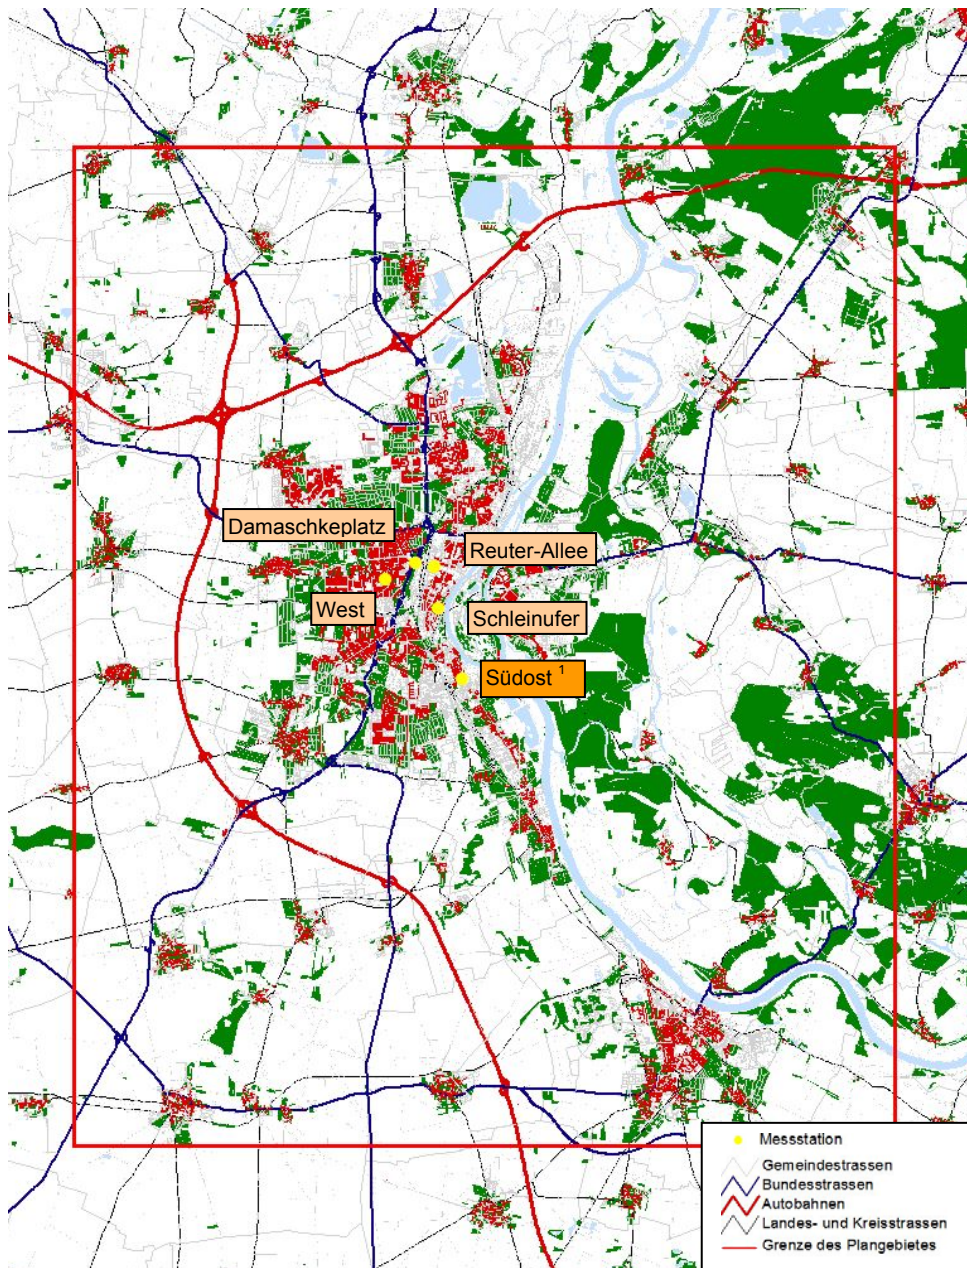 Damaschkeplatz
Reuter-Allee
West
Schleinufer
Südost ¹
Messstation
Gemeindestrassen
Bundesstrassen
Autobahnen
Landes- und Kreisstrassen
Grenze des Plangebietes